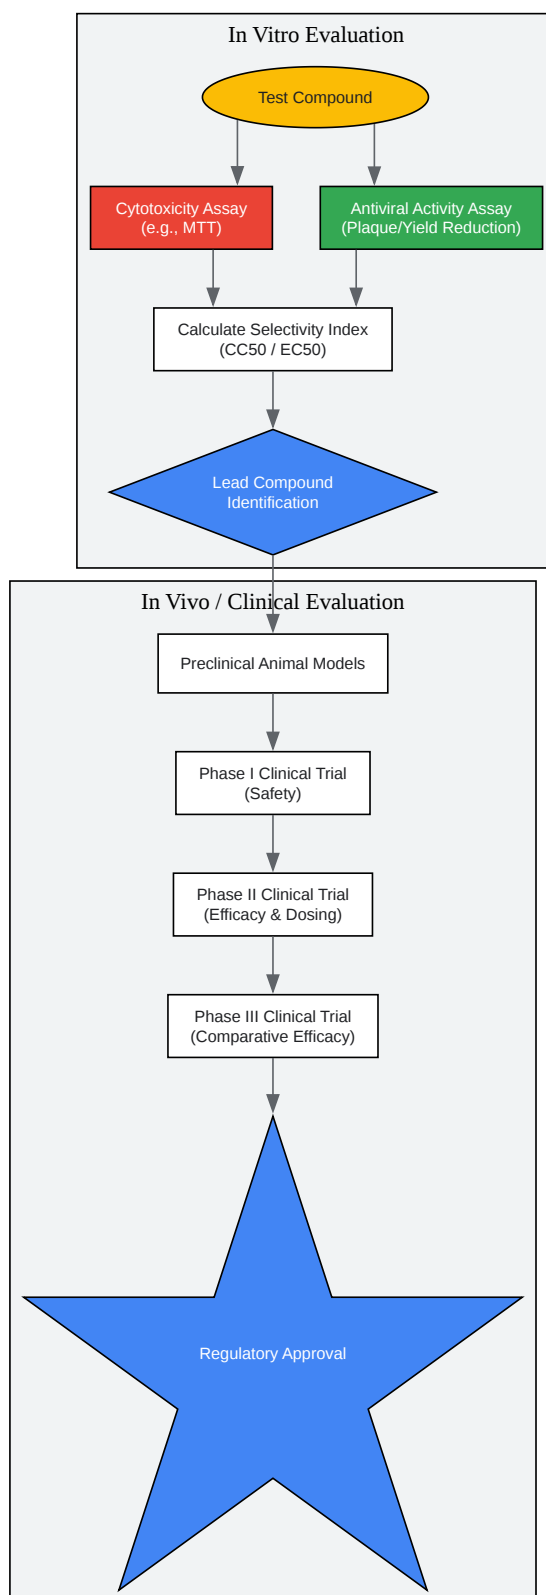 In Vitro Evaluation
Test Compound
Cytotoxicity Assay
(e.g., MTT)
Antiviral Activity Assay
(Plaque/Yield Reduction)
Calculate Selectivity Index
(CC50 / EC50)
Lead Compound
Identification
In Vivo / Clinical Evaluation
Preclinical Animal Models
Phase I Clinical Trial
(Safety)
Phase II Clinical Trial
(Efficacy & Dosing)
Phase III Clinical Trial
(Comparative Efficacy)
Regulatory Approval